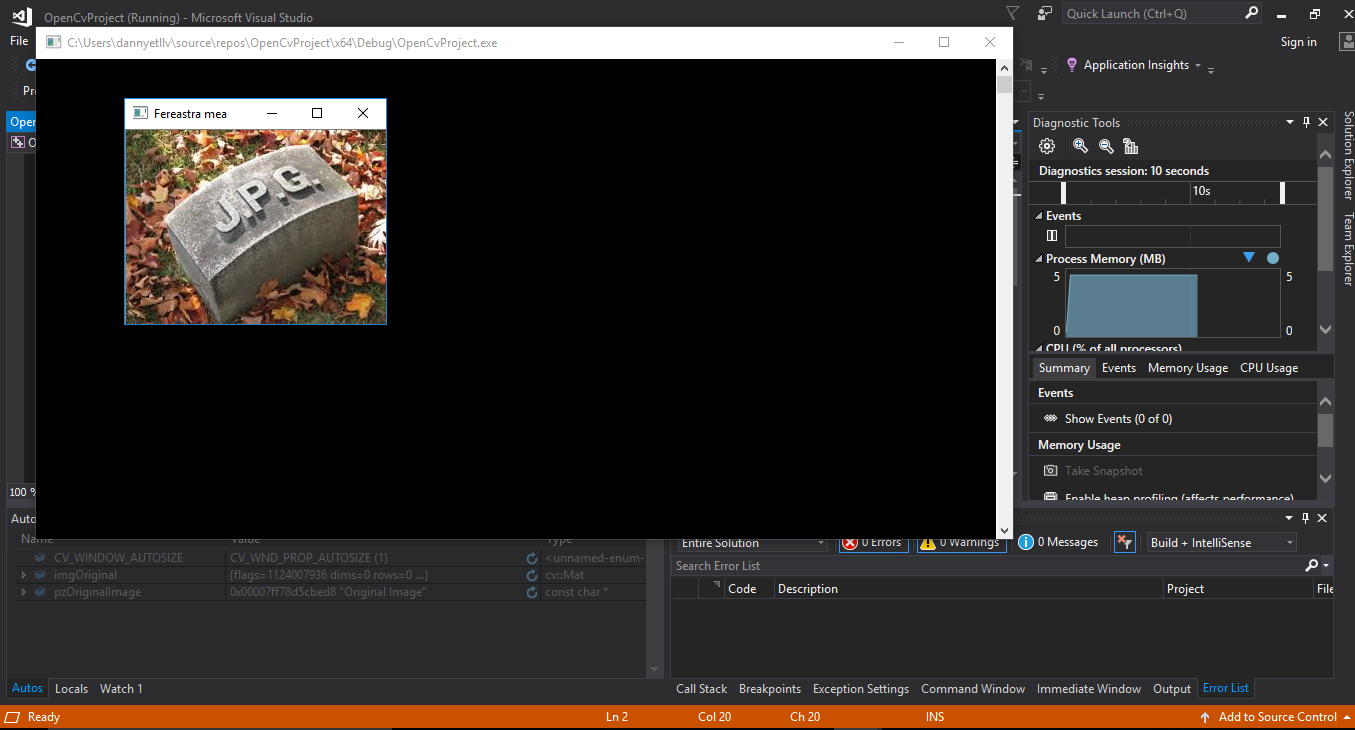 OpenCvProject (Running) - Microsoft Visual Studio
Quick Launch (Ctrl+Q)
File
C:\Users\dannyetllv\source\repos\OpenCvProject\x64\Debug\OpenCvProject.exe
Sign in
Application Insights
Pr
Open
Fereastra mea
J.P.G.
Diagnostic Tools
Diagnostics session: 10 seconds
10s
Events
Process Memory (MB)
5
5
0
0
CPU (% of all processors)
Summary Events Memory Usage CPU Usage
Events
Show Events (0 of 0)
Memory Usage
Take Snapshot
Enable heap profiling (affects performance)
Solution Explorer
Team Explorer
100 %
Auto
Name Value Type
CV_WINDOW_AUTOSIZE CV_WND_PROP_AUTOSIZE (1) <unnamed-enum-
imgOriginal {flags=1124007936 dims=0 rows=0 ...} cv::Mat
pzOriginalImage 0x00007ff78d5cbed8 "Original Image" const char *
Autos Locals Watch 1
Entire Solution 0 Errors 0 Warnings 0 Messages Build + IntelliSense
Search Error List
Code Description Project File
Call Stack Breakpoints Exception Settings Command Window Immediate Window Output Error List
Ready Ln 2 Col 20 Ch 20 INS Add to Source Control